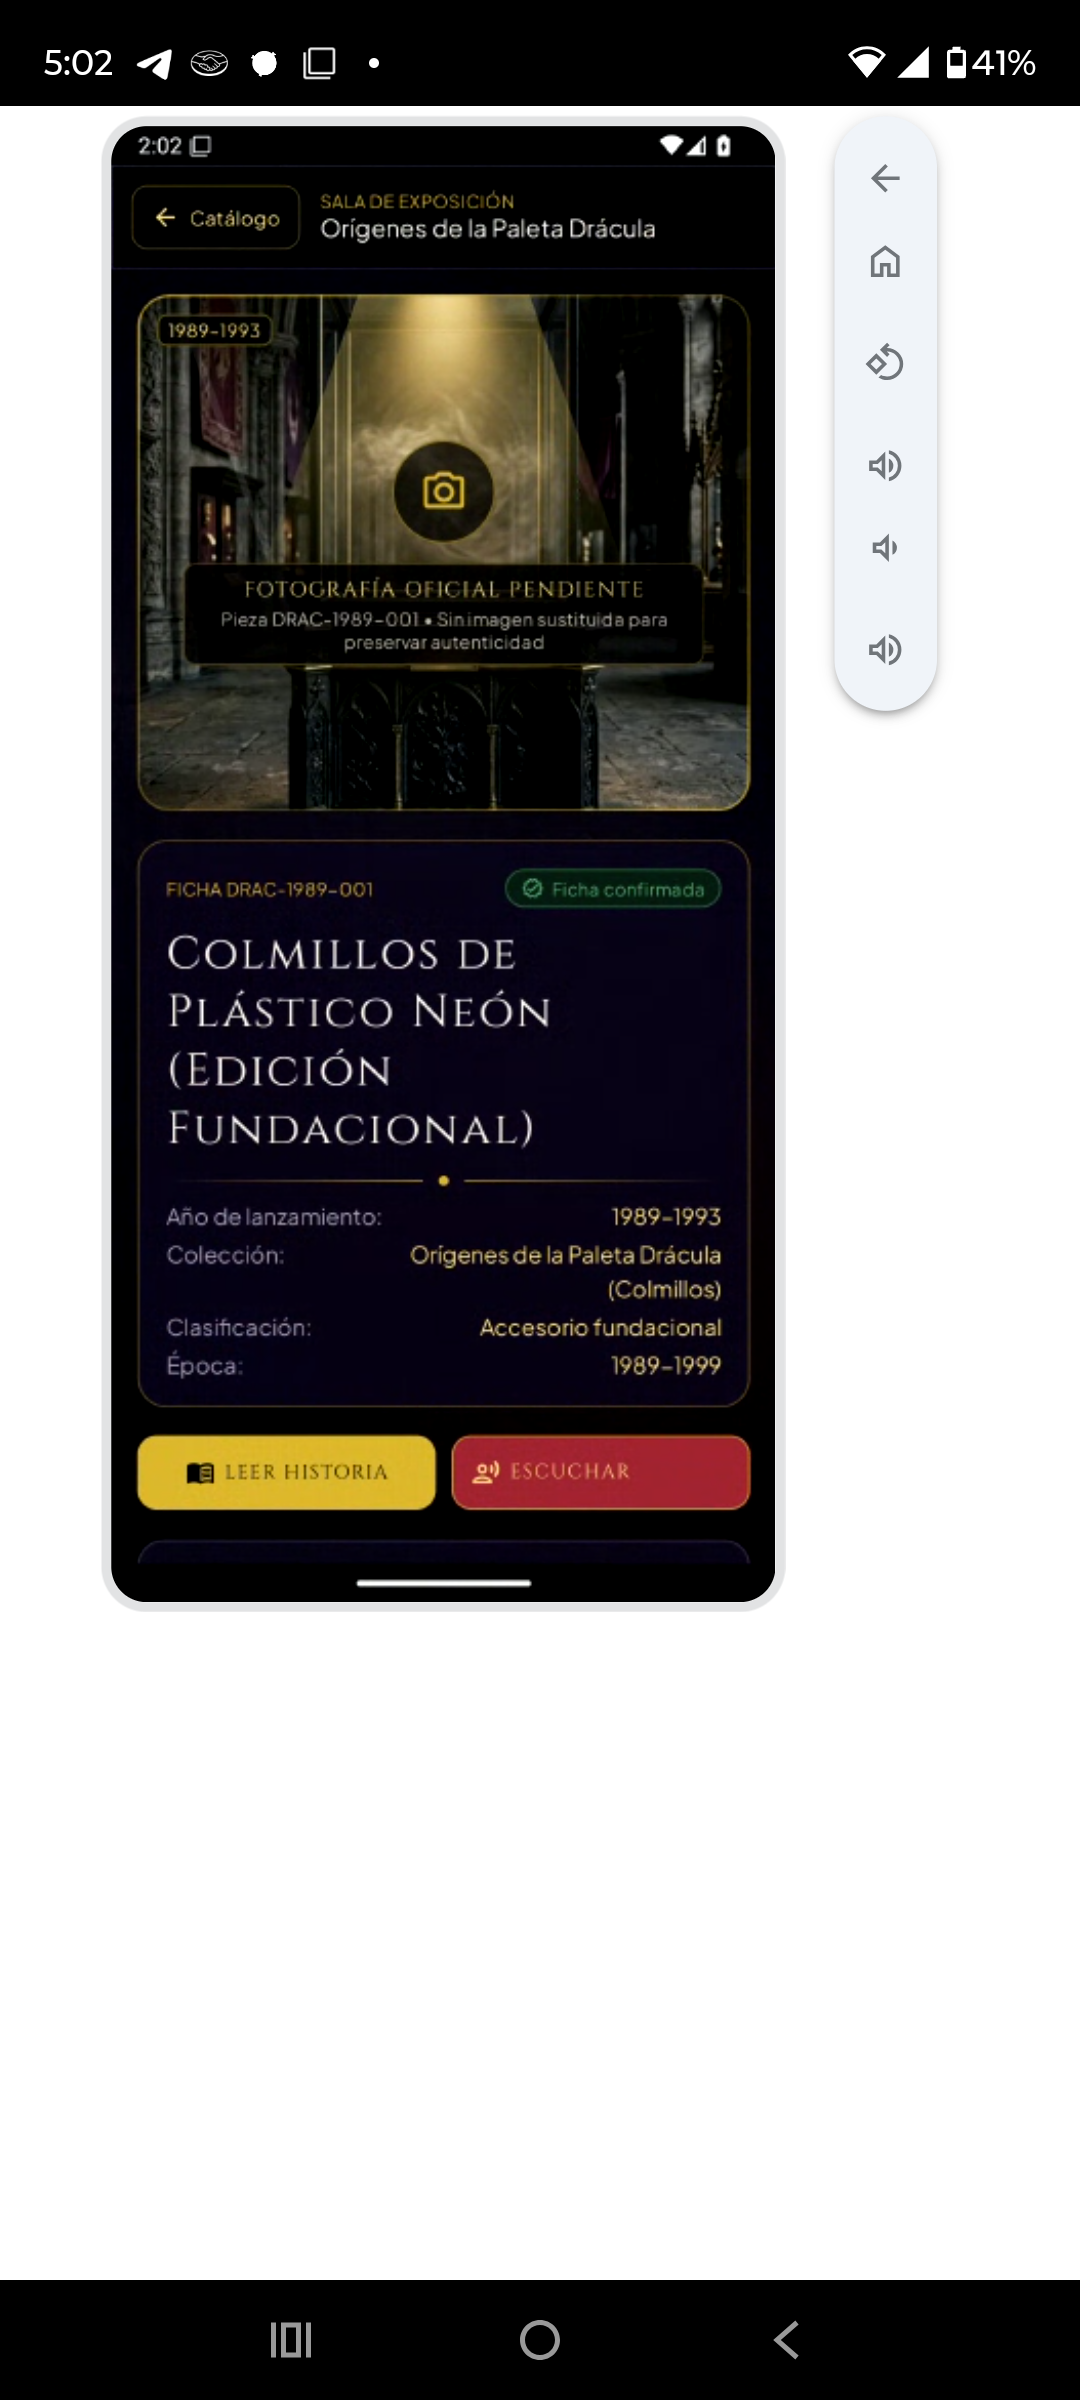 5:02
41%
2:02
Catálogo
SALA DE EXPOSICIÓN
Orígenes de la Paleta Drácula
1989-1993
FOTOGRAFÍA OFICIAL PENDIENTE
Pieza DRAC-1989-001 • Sin imagen sustituida para
preservar autenticidad
FICHA DRAC-1989-001
Ficha confirmada
Colmillos de
Plástico Neón
(Edición
Fundacional)
Año de lanzamiento: 1989-1993
Colección: Orígenes de la Paleta Drácula
(Colmillos)
Clasificación: Accesorio fundacional
Época: 1989-1999
LEER HISTORIA
ESCUCHAR